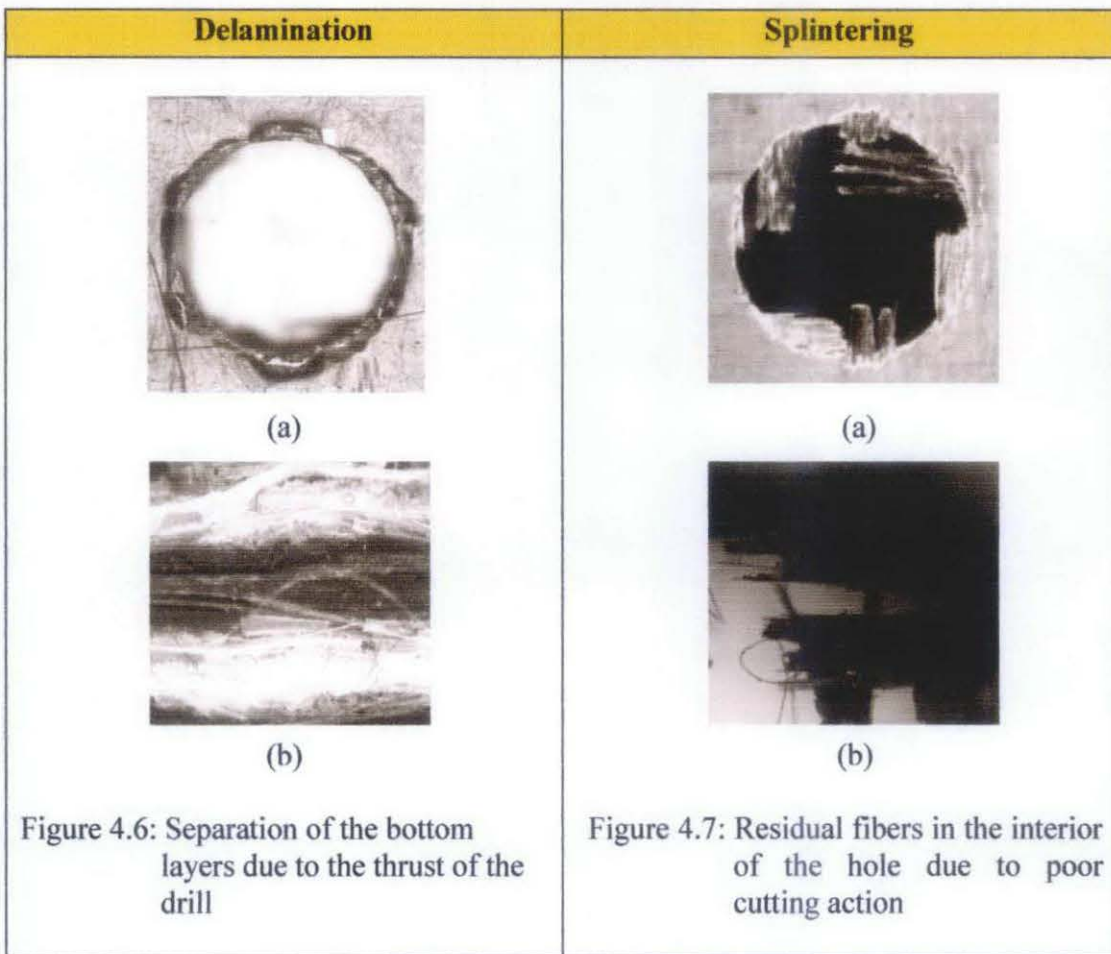 Delamination
(a)
(b)
Figure 4.6: Separation of the bottom
layers due to the thrust of the
drill
Splintering
(a)
(b)
Figure 4.7: Residual fibers in the interior
of the hole due to poor
cutting action